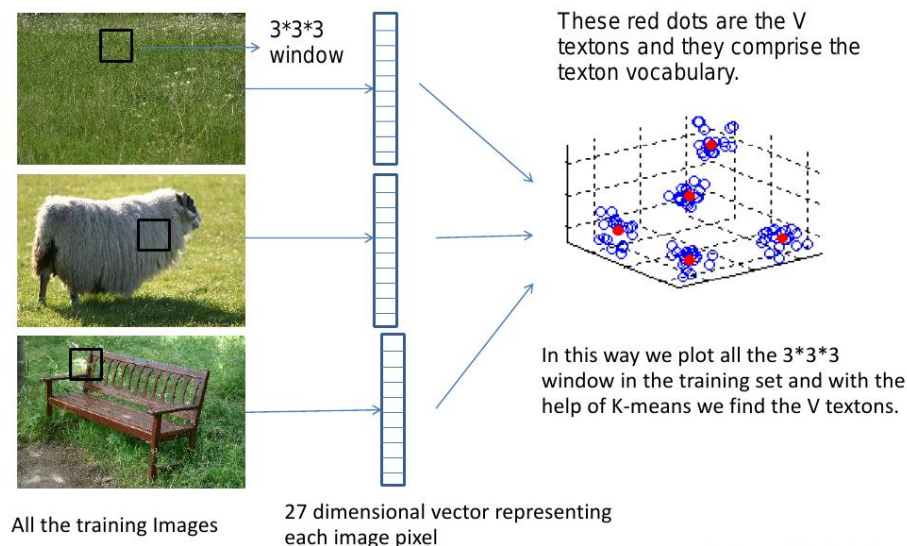 3*3*3
window
These red dots are the V
textons and they comprise the
texton vocabulary.
In this way we plot all the 3*3*3
window in the training set and with the
help of K-means we find the V textons.
All the training Images
27 dimensional vector representing
each image pixel